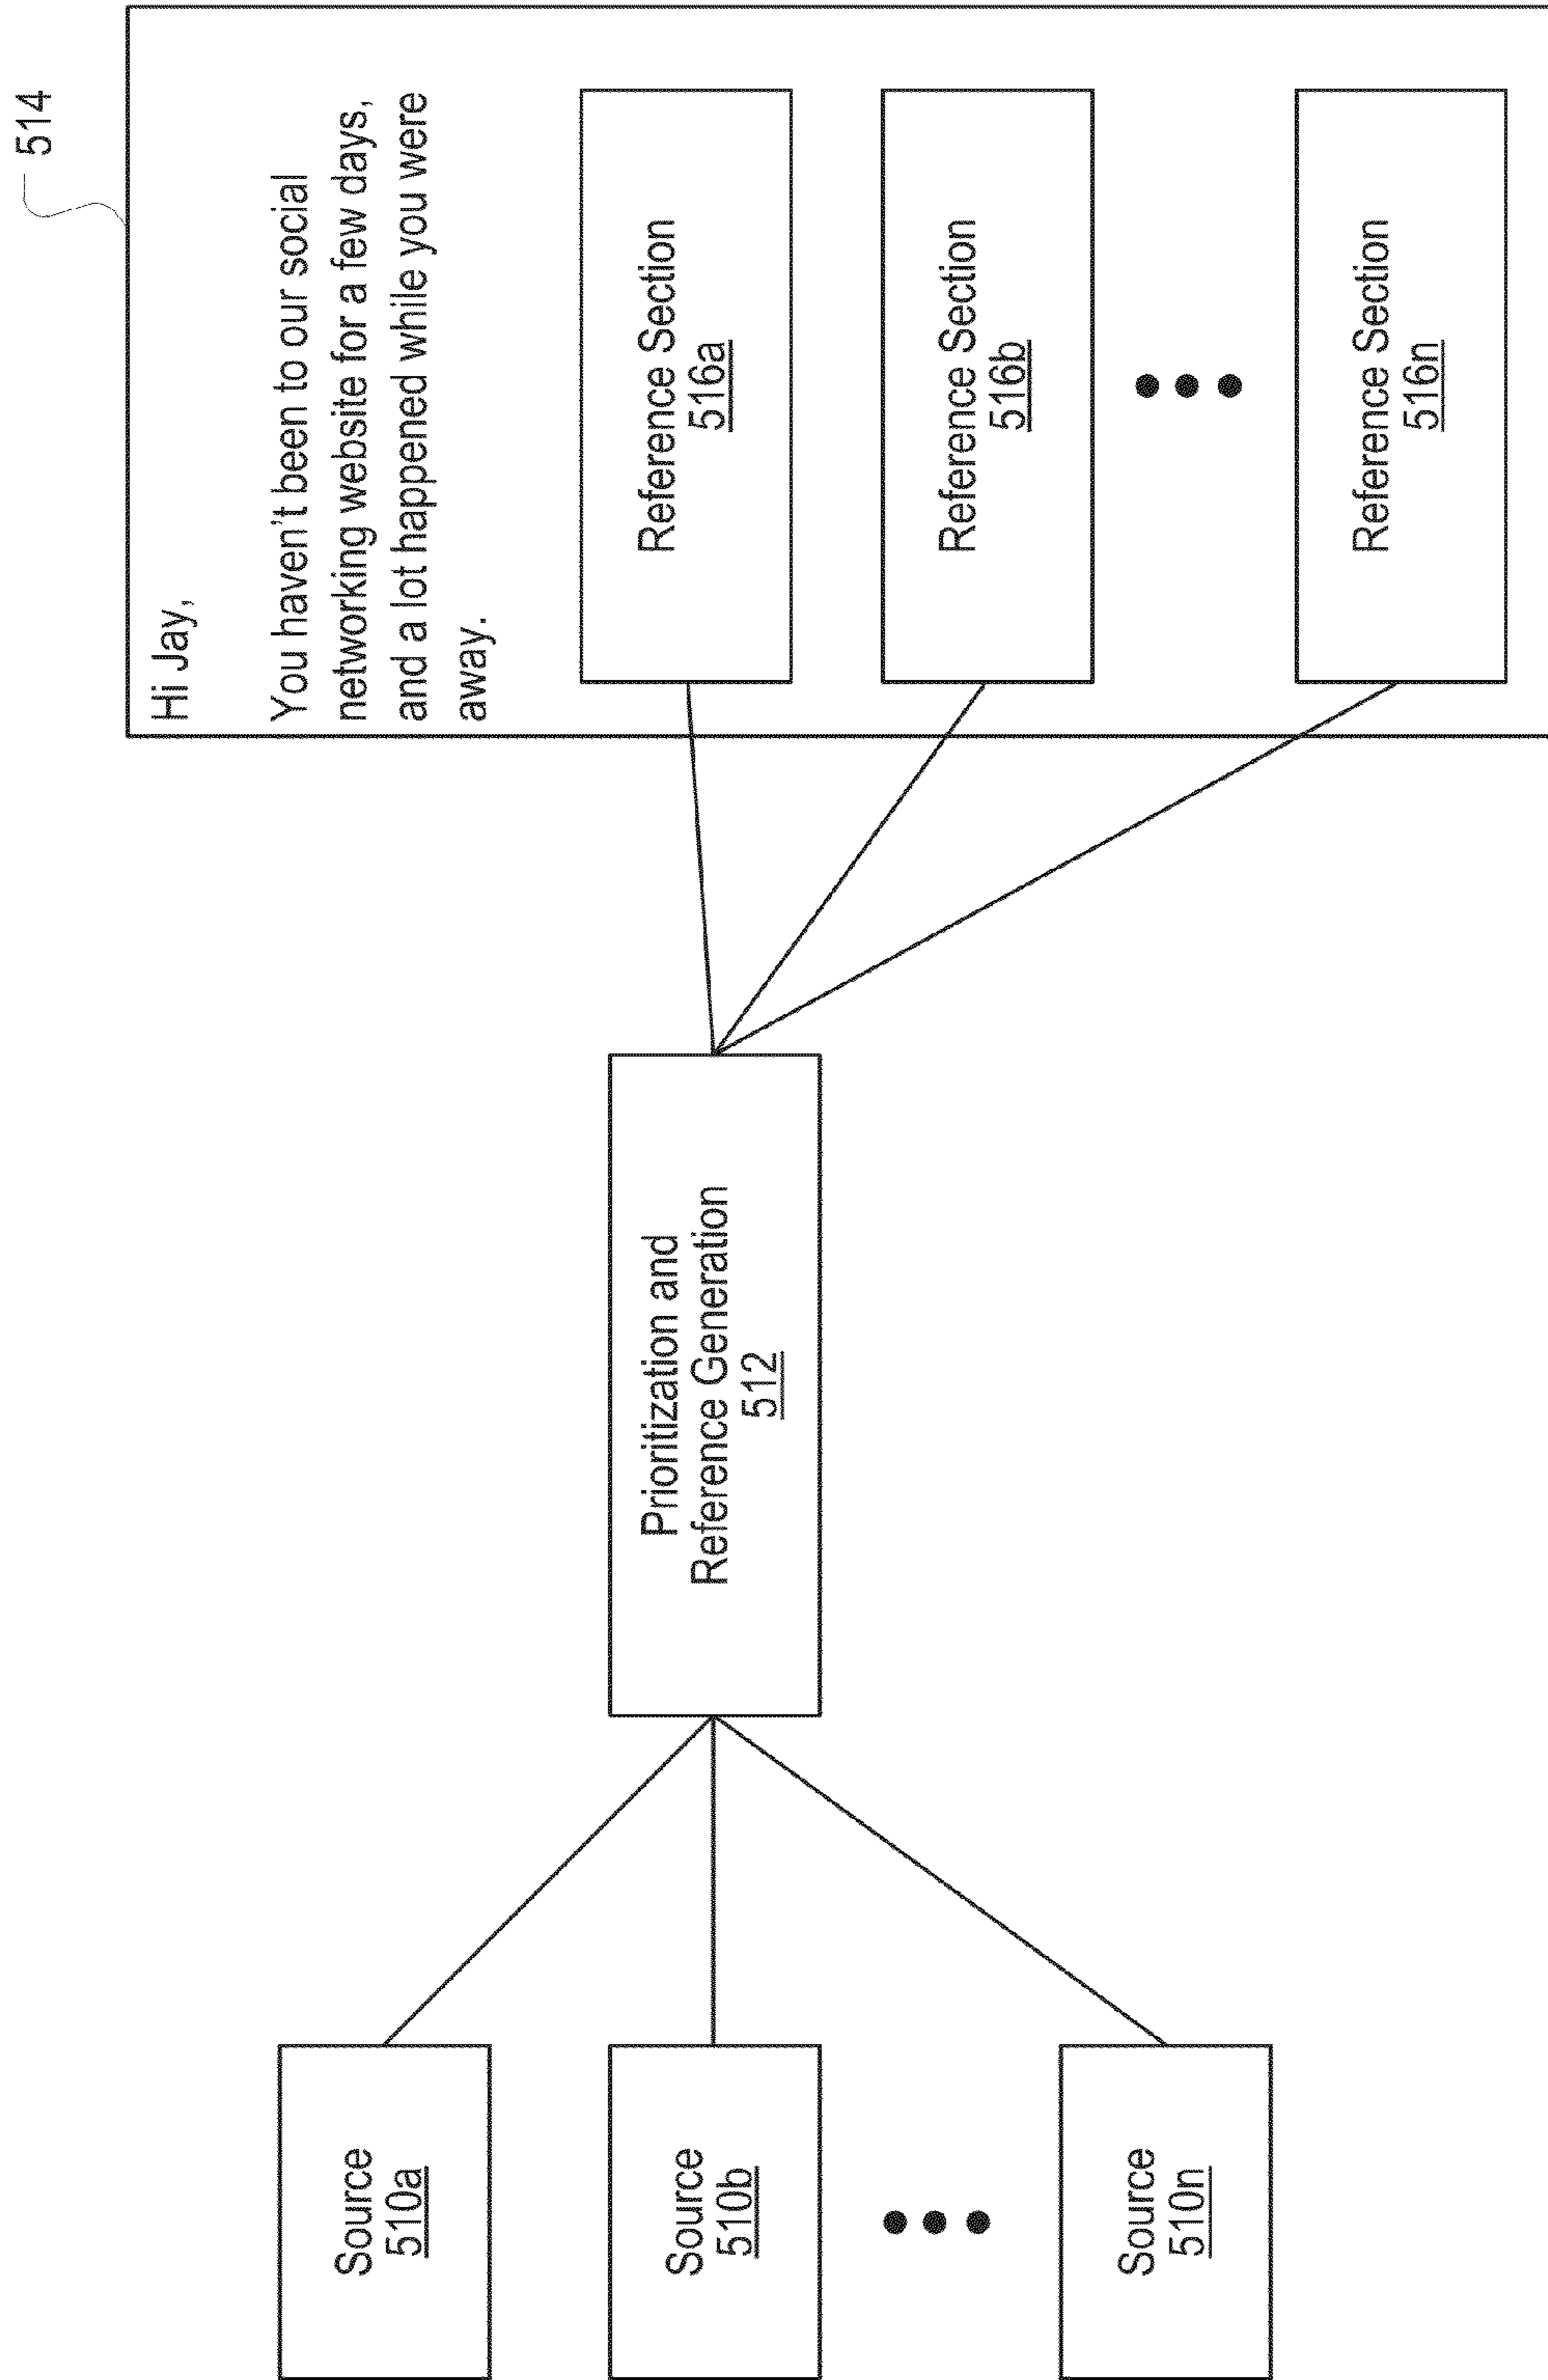 514
Hi Jay,
You haven't been to our social
networking website for a few days,
and a lot happened while you were
away.
Source
510a
Source
510b
Source
510n
Prioritization and
Reference Generation
512
Reference Section
516a
Reference Section
516b
Reference Section
516n